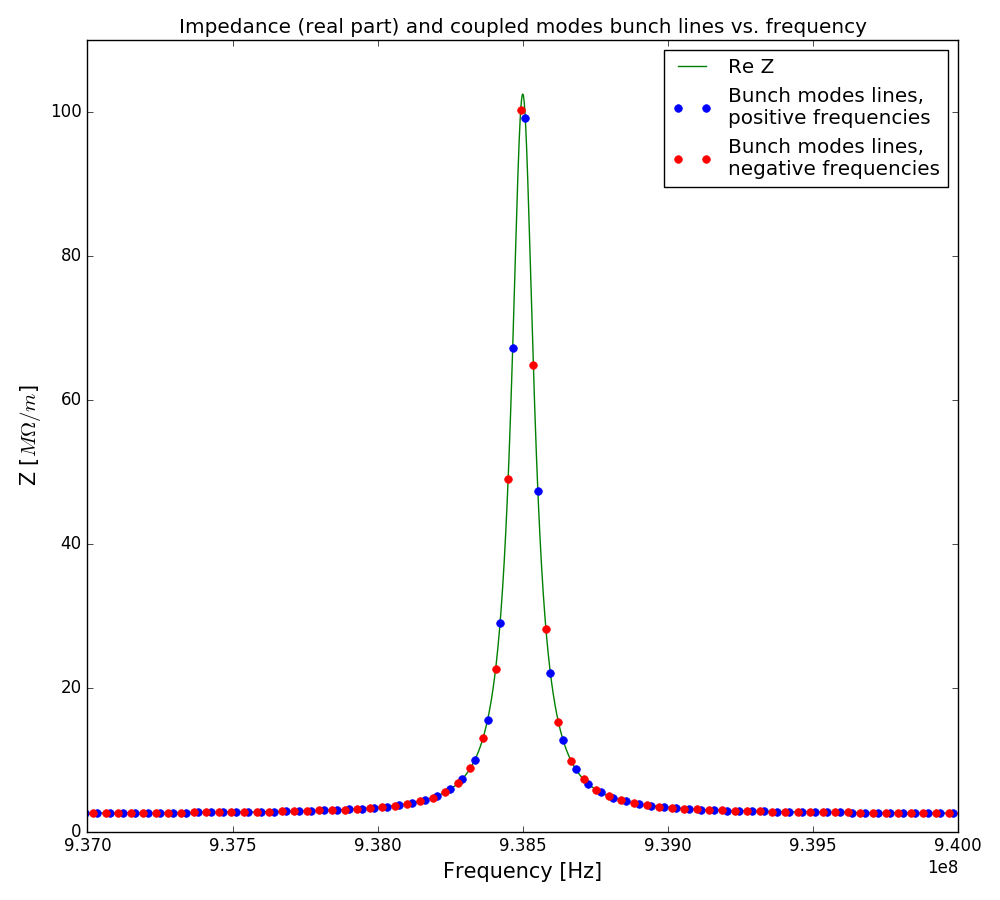 Impedance (real part) and coupled modes bunch lines vs. frequency
Re Z
Bunch modes lines,
positive frequencies
Bunch modes lines,
negative frequencies
Z [MΩ/m]
100
80
60
40
20
0
9.370
9.375
9.380
9.385
9.390
9.395
9.400
1e8
Frequency [Hz]